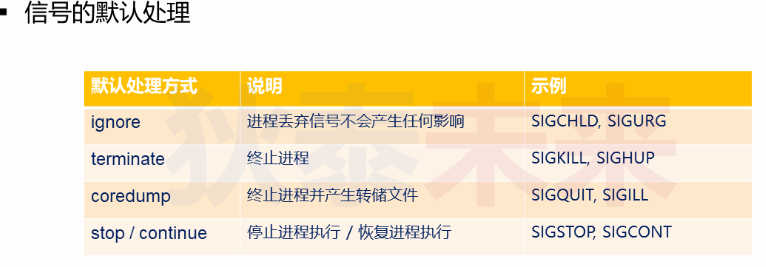 ▪ 信号的默认处理
默认处理方式 说明 示例
ignore 进程丢弃信号不会产生任何影响 SIGCHLD, SIGURG
terminate 终止进程 SIGKILL, SIGHUP
coredump 终止进程并产生转储文件 SIGQUIT, SIGILL
stop / continue 停止进程执行 / 恢复进程执行 SIGSTOP, SIGCONT
狄泰未来